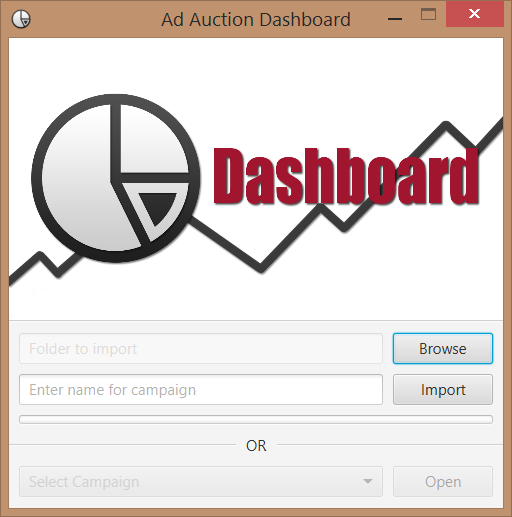 Ad Auction Dashboard
Dashboard
Folder to import
Browse
Enter name for campaign
Import
OR
Select Campaign
Open